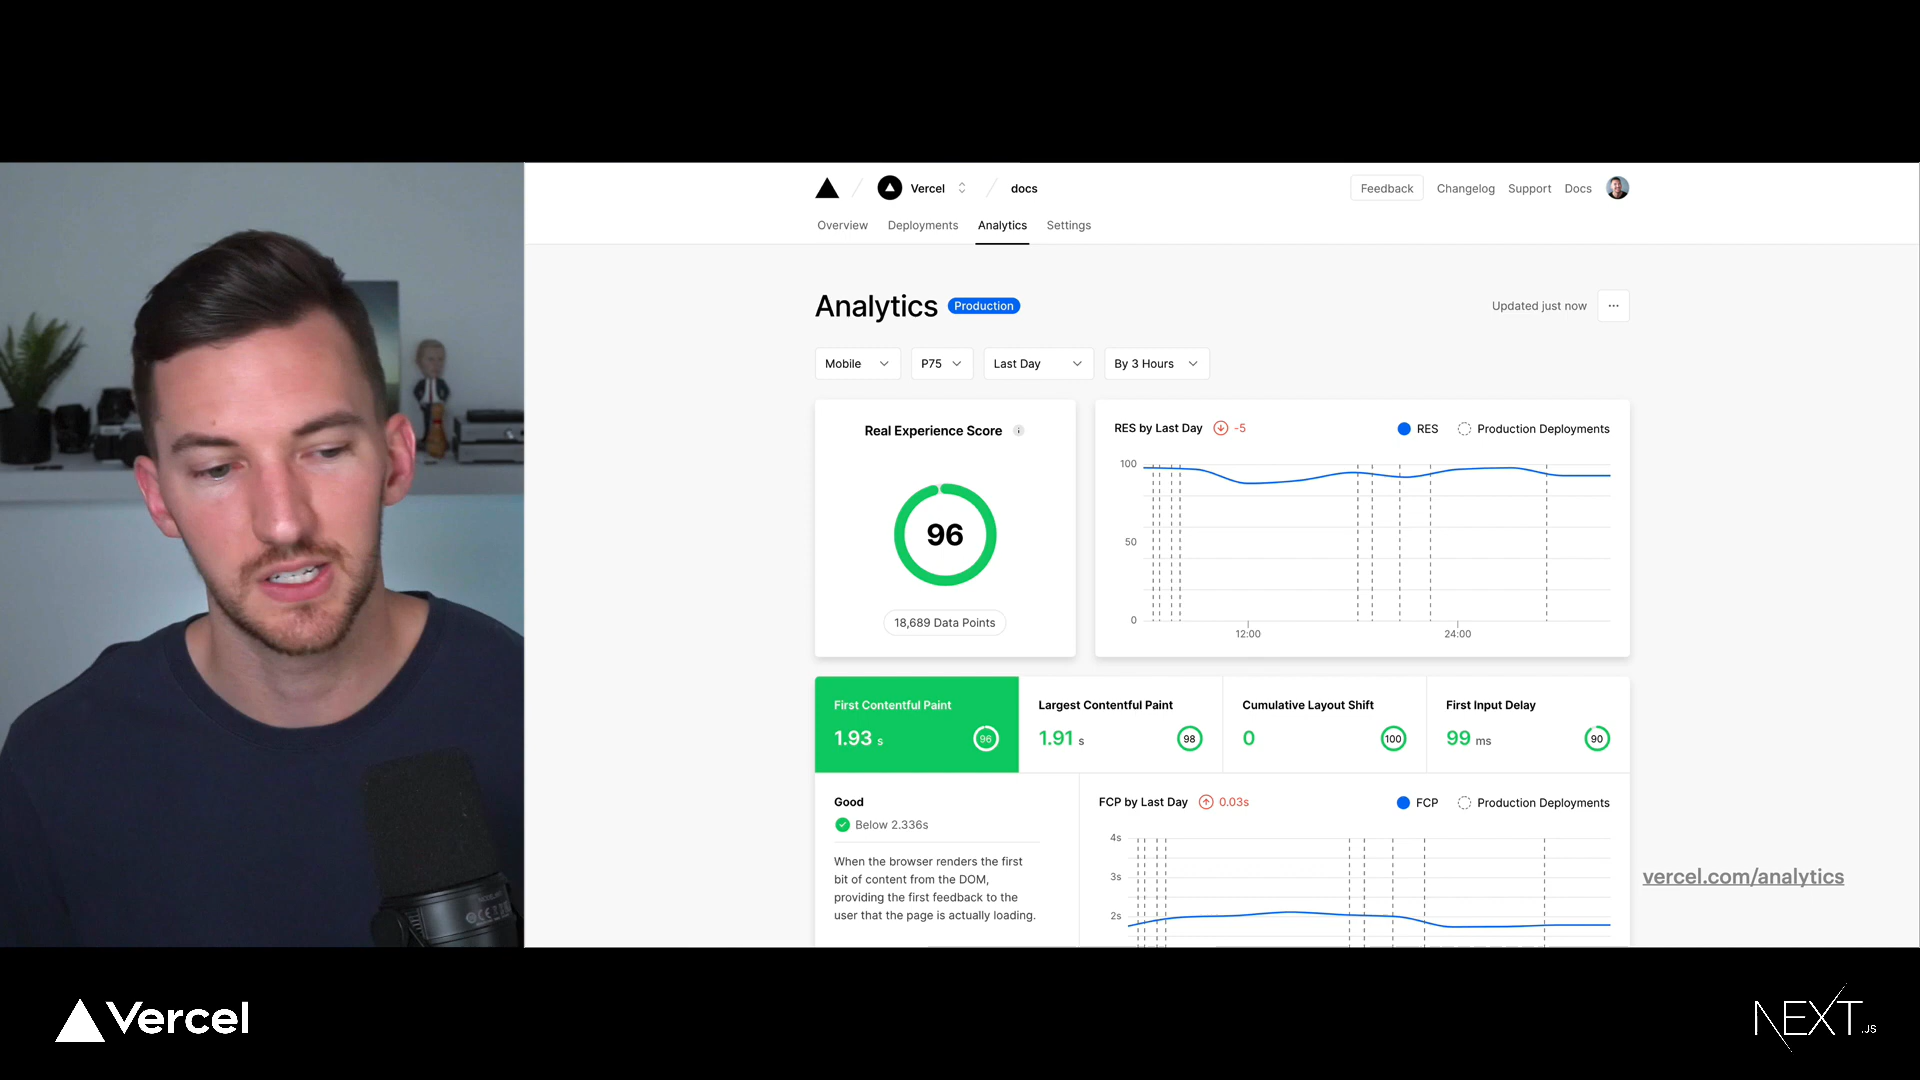 Vercel
docs
Feedback
Changelog
Support
Docs
Overview
Deployments
Analytics
Settings
Analytics
Production
Updated just now
Mobile
P75
Last Day
By 3 Hours
Real Experience Score
96
18,689 Data Points
RES by Last Day
-5
RES
Production Deployments
100
50
0
12:00
24:00
First Contentful Paint
1.93 s
96
Largest Contentful Paint
1.91 s
98
Cumulative Layout Shift
0
100
First Input Delay
99 ms
90
Good
Below 2.336s
When the browser renders the first
bit of content from the DOM,
providing the first feedback to the
user that the page is actually loading.
FCP by Last Day
0.03s
FCP
Production Deployments
4s
3s
2s
vercel.com/analytics
Vercel
NEXT.JS